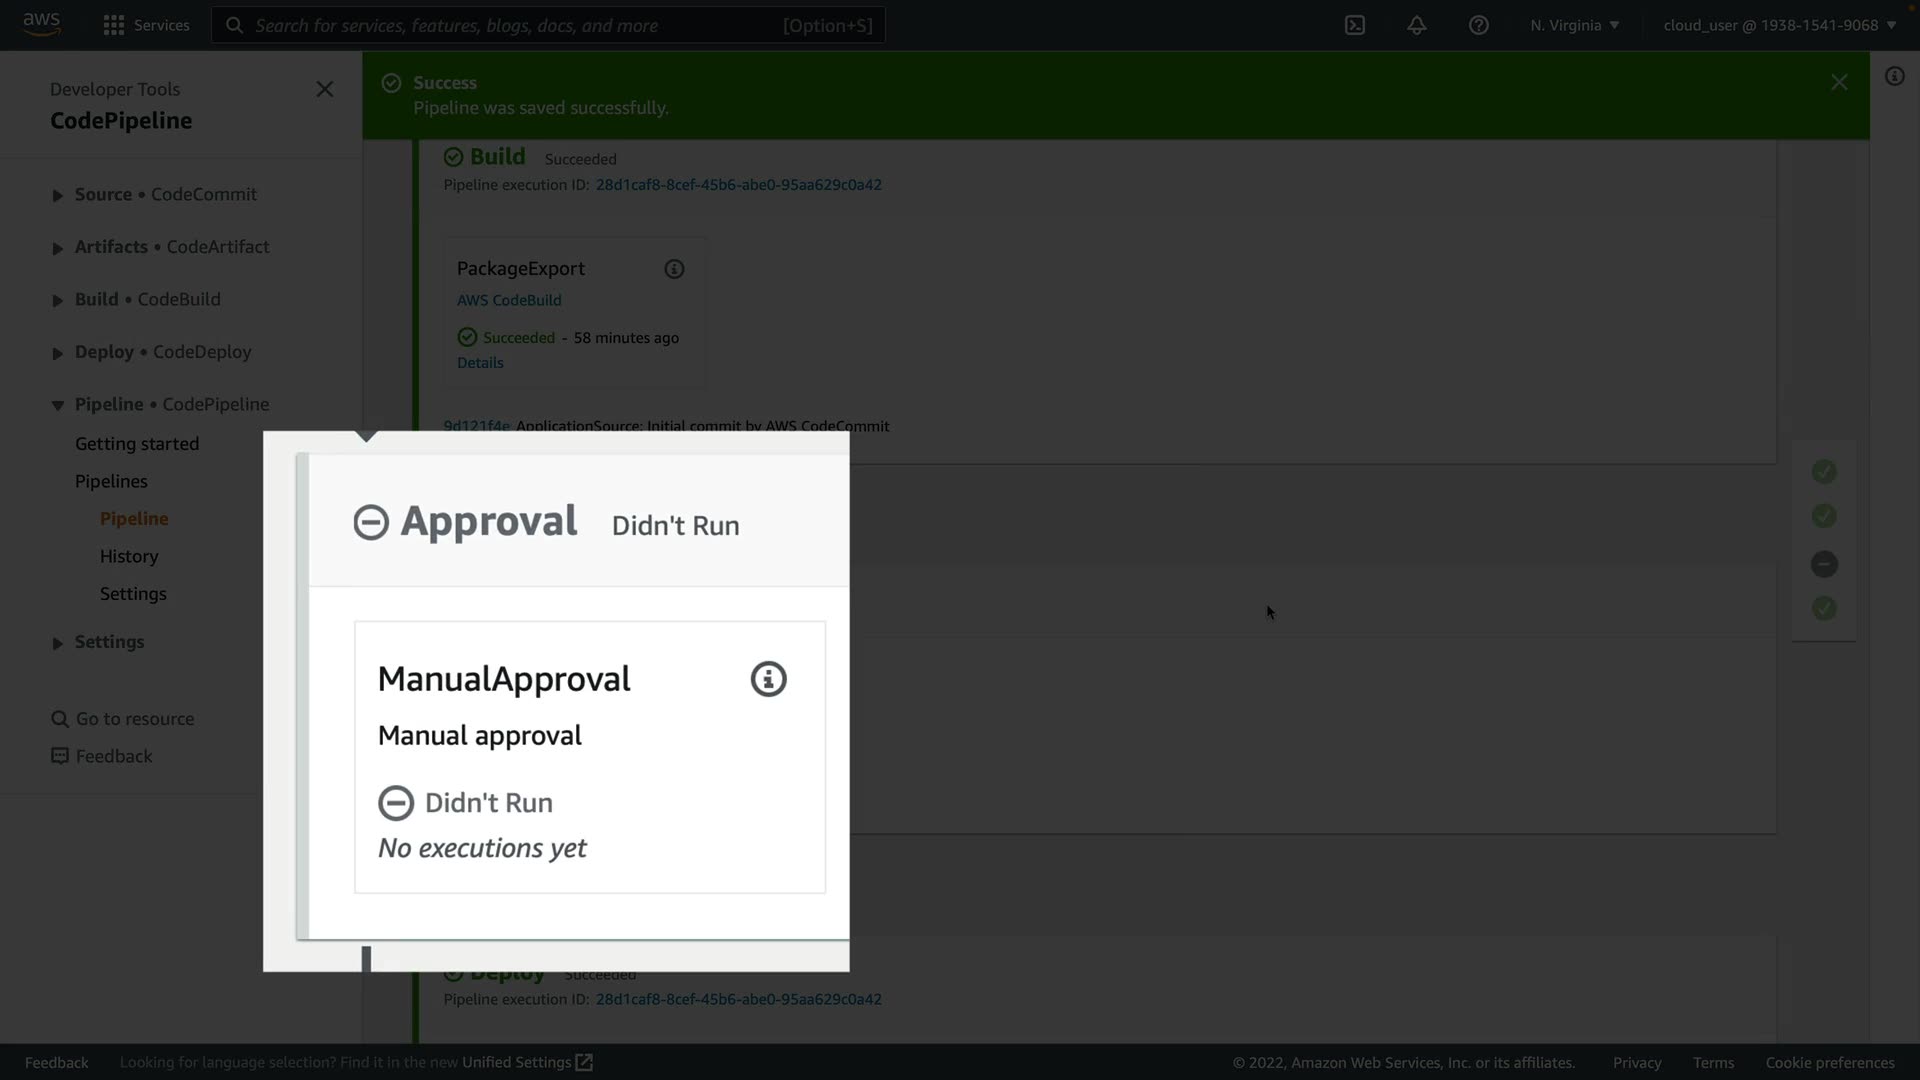 aws
Services
Search for services, features, blogs, docs, and more
[Option+S]
N. Virginia
cloud_user @ 1938-1541-9068
Developer Tools
CodePipeline
Success
Pipeline was saved successfully.
Source • CodeCommit
Artifacts • CodeArtifact
Build • CodeBuild
Deploy • CodeDeploy
Pipeline • CodePipeline
Getting started
Pipelines
Pipeline
History
Settings
Settings
Go to resource
Feedback
Build Succeeded
Pipeline execution ID: 28d1caf8-8cef-45b6-abe0-95aa629c0a42
PackageExport
AWS CodeBuild
Succeeded - 58 minutes ago
Details
9d121f4e ApplicationSource: Initial commit by AWS CodeCommit
Approval Didn't Run
ManualApproval
Manual approval
Didn't Run
No executions yet
Deploy Succeeded
Pipeline execution ID: 28d1caf8-8cef-45b6-abe0-95aa629c0a42
Feedback
Looking for language selection? Find it in the new Unified Settings
© 2022, Amazon Web Services, Inc. or its affiliates.
Privacy
Terms
Cookie preferences